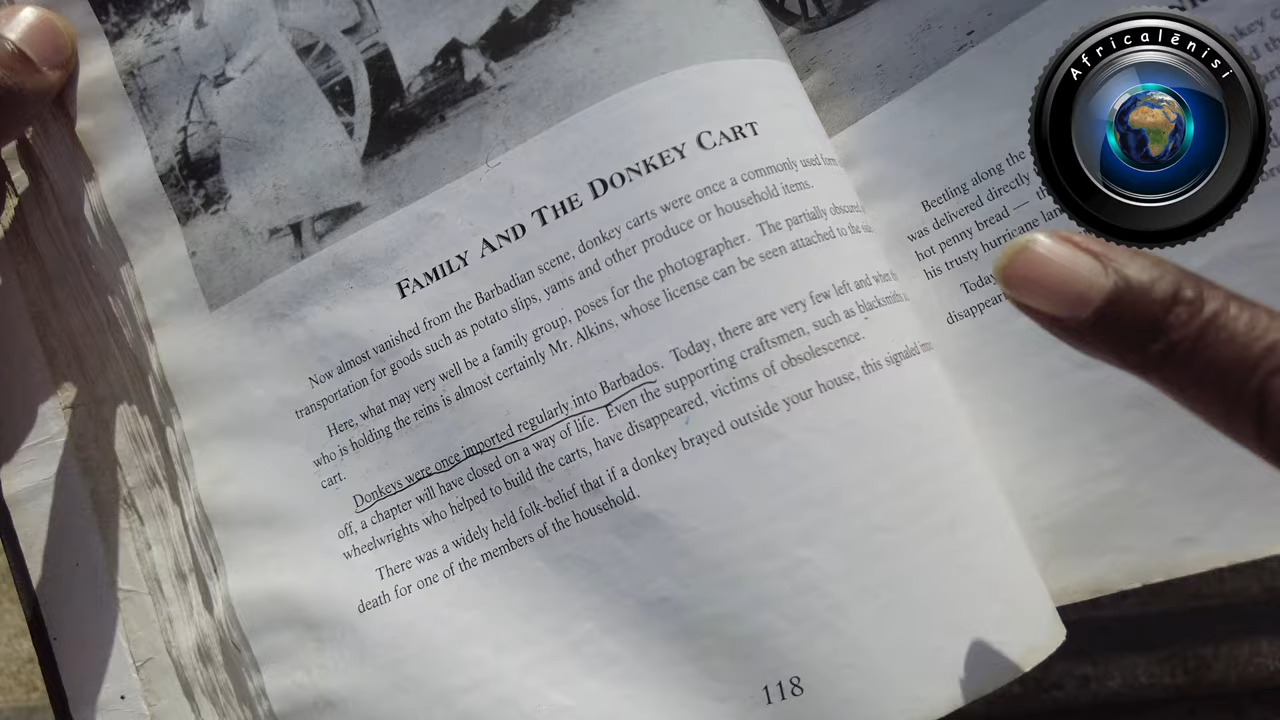 FAMILY AND THE DONKEY CART
Now almost vanished from the Barbadian scene, donkey carts were once a commonly used form
transportation for goods such as potato slips, yams and other produce or household items.
Here, what may very well be a family group, poses for the photographer. The partially obscured
who is holding the reins is almost certainly Mr. Alkins, whose license can be seen attached to the side
cart.
Donkeys were once imported regularly into Barbados. Today, there are very few left and when
off, a chapter will have closed on a way of life. Even the supporting craftsmen, such as blacksmiths
wheelwrights who helped to build the carts, have disappeared, victims of obsolescence.
There was a widely held folk-belief that if a donkey brayed outside your house, this signaled
death for one of the members of the household.
118
Beetling along the
was delivered directly
hot penny bread —
his trusty hurricane
Today
disappear
Africalēnisi